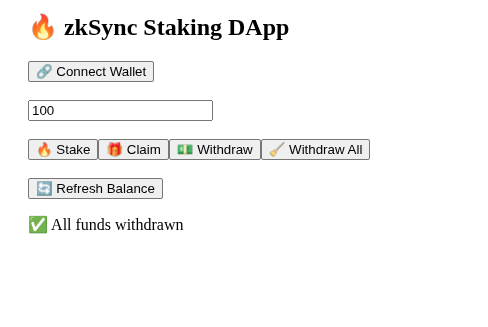 🔥 zkSync Staking DApp
🔗 Connect Wallet
100
🔥 Stake 🎁 Claim 💵 Withdraw 🧹 Withdraw All
🔄 Refresh Balance
✅ All funds withdrawn